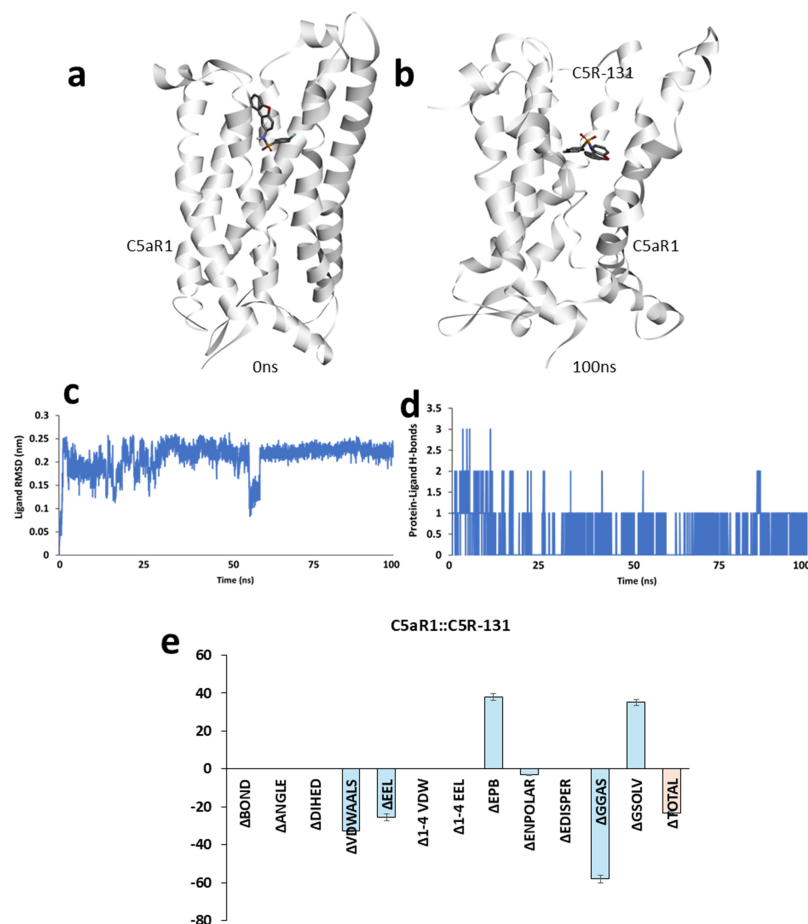 a
b
C5R-131
C5aR1
C5aR1
0ns
100ns
c
d
Ligand RMSD (nm)
0.3
0.25
0.2
0.15
0.1
0.05
0
0
25
50
75
100
Time (ns)
Protein-Ligand H-bonds
3.5
3
2.5
2
1.5
1
0.5
0
0
25
50
75
100
Time (ns)
C5aR1::C5R-131
e
60
40
20
0
-20
-40
-60
-80
ΔBOND
ΔANGLE
ΔDIHED
ΔVDWAALS
ΔEEL
Δ1-4 VDW
Δ1-4 EEL
ΔEPB
ΔENPOLAR
ΔEDISPER
ΔGGAS
ΔGSOLV
ΔTOTAL